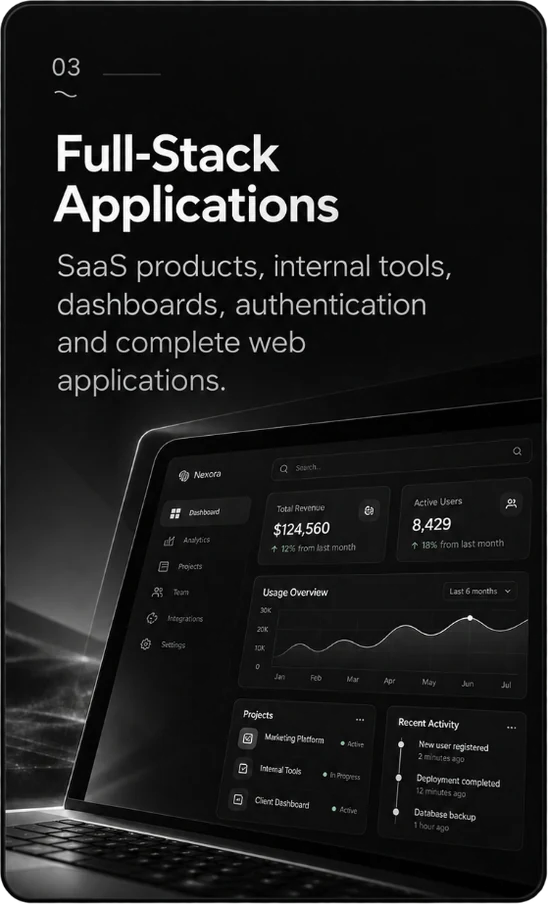 03
Full-Stack
Applications
SaaS products, internal tools,
dashboards, authentication
and complete web
applications.
Nexora
Search...
Dashboard
Analytics
Projects
Team
Integrations
Settings
Total Revenue
$124,560
↑ 12% from last month
Active Users
8,429
↑ 18% from last month
Usage Overview
Last 6 months
30K
20K
10K
0
Jan Feb Mar Apr May Jun Jul
Projects
...
Marketing Platform
Active
Internal Tools
In Progress
Client Dashboard
Active
Recent Activity
...
New user registered
2 minutes ago
Deployment completed
12 minutes ago
Database backup
1 hour ago